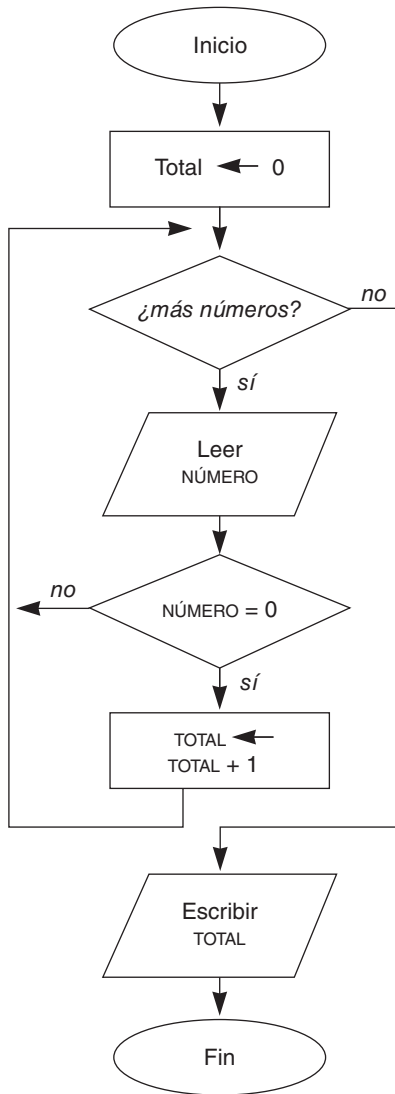 Inicio
Total ← 0
¿más números?
no
sí
Leer
NÚMERO
no
NÚMERO = 0
sí
TOTAL ←
TOTAL + 1
Escribir
TOTAL
Fin